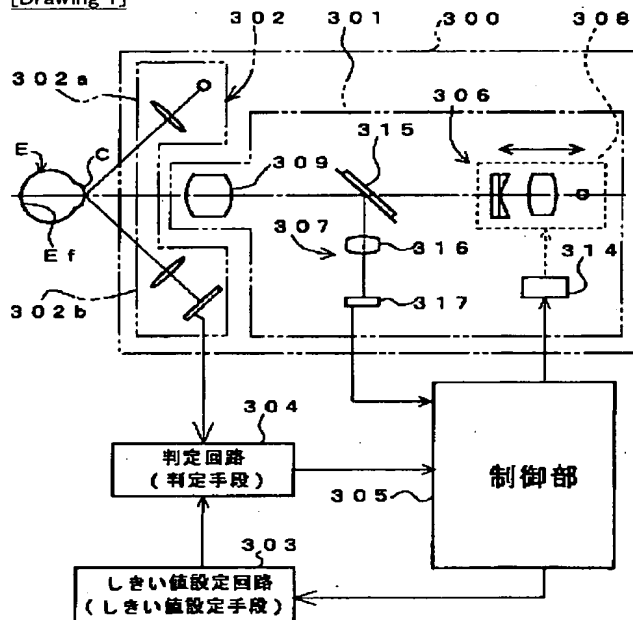 [Drawing 1]
302
301
300
308
302a
306
315
E
C
309
307
316
Ef
314
317
302b
304
判定回路
(判定手段)
制御部
305
303
しきい値設定回路
(しきい値設定手段)